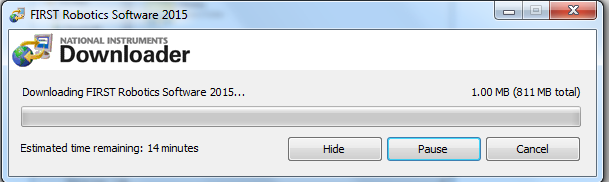 FIRST Robotics Software 2015
NATIONAL INSTRUMENTS
Downloader
Downloading FIRST Robotics Software 2015... 1.00 MB (811 MB total)
Estimated time remaining: 14 minutes Hide Pause Cancel